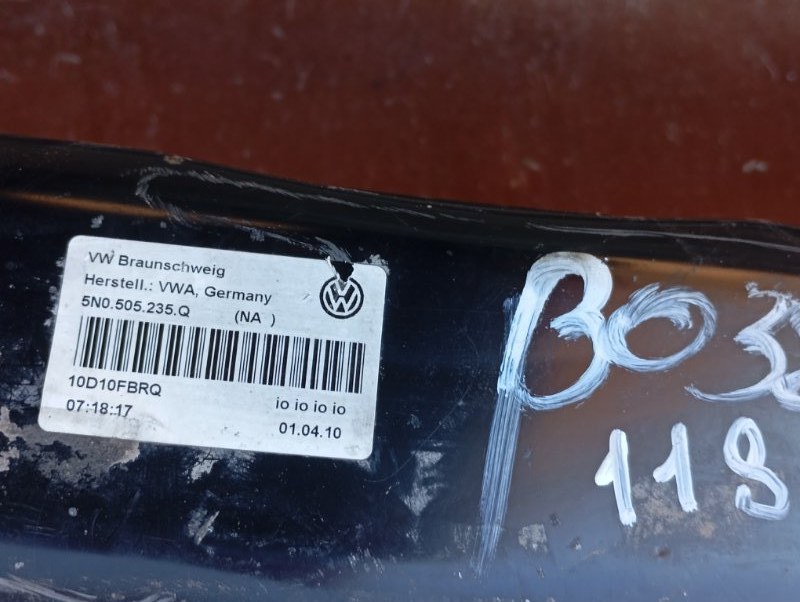 VW Braunschweig
Herstell.: VWA, Germany
5N0.505.235.Q (NA )
10D10FBRQ
07:18:17
io io io io
01.04.10
BO3
118